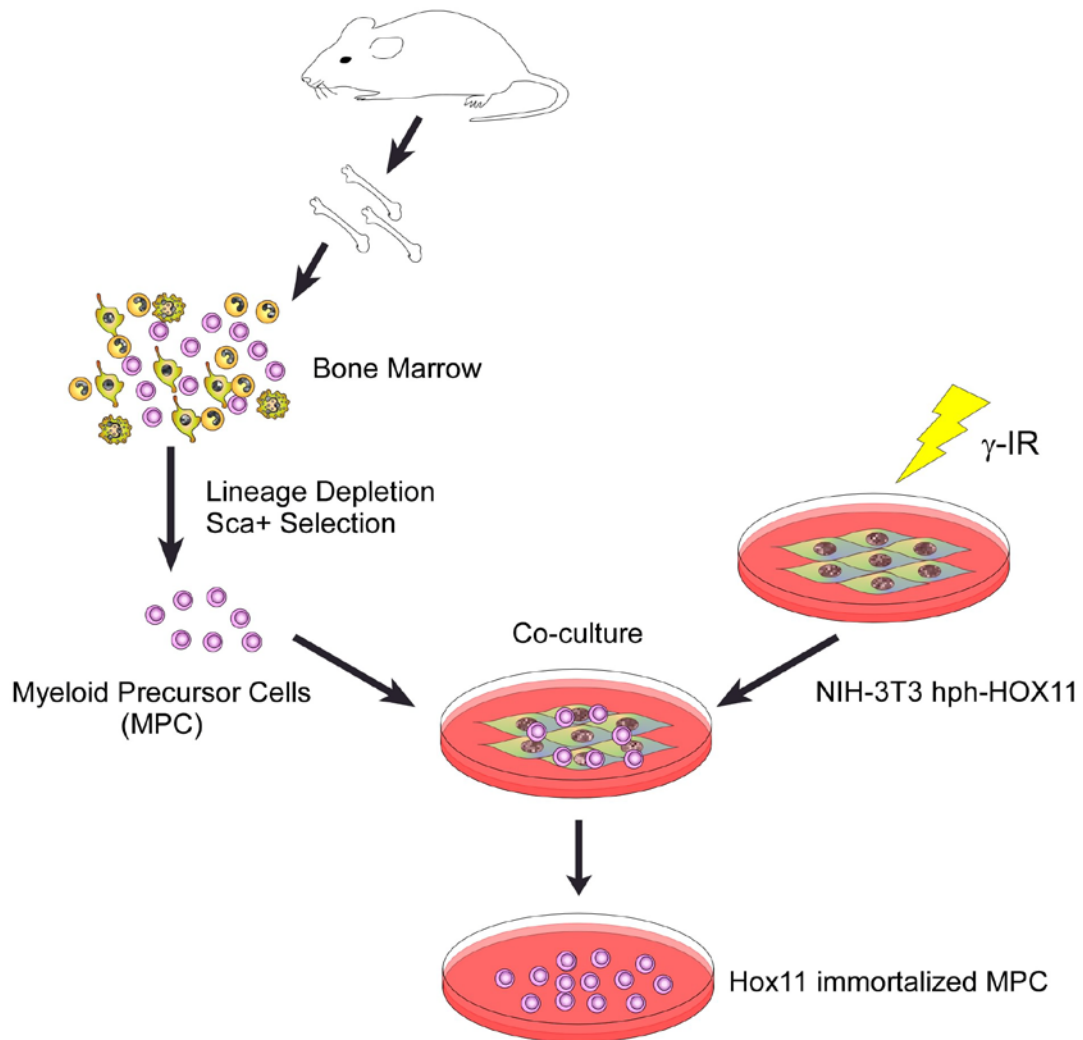 Bone Marrow
γ-IR
Lineage Depletion
Sca+ Selection
Co-culture
Myeloid Precursor Cells
(MPC)
NIH-3T3 hph-HOX11
Hox11 immortalized MPC